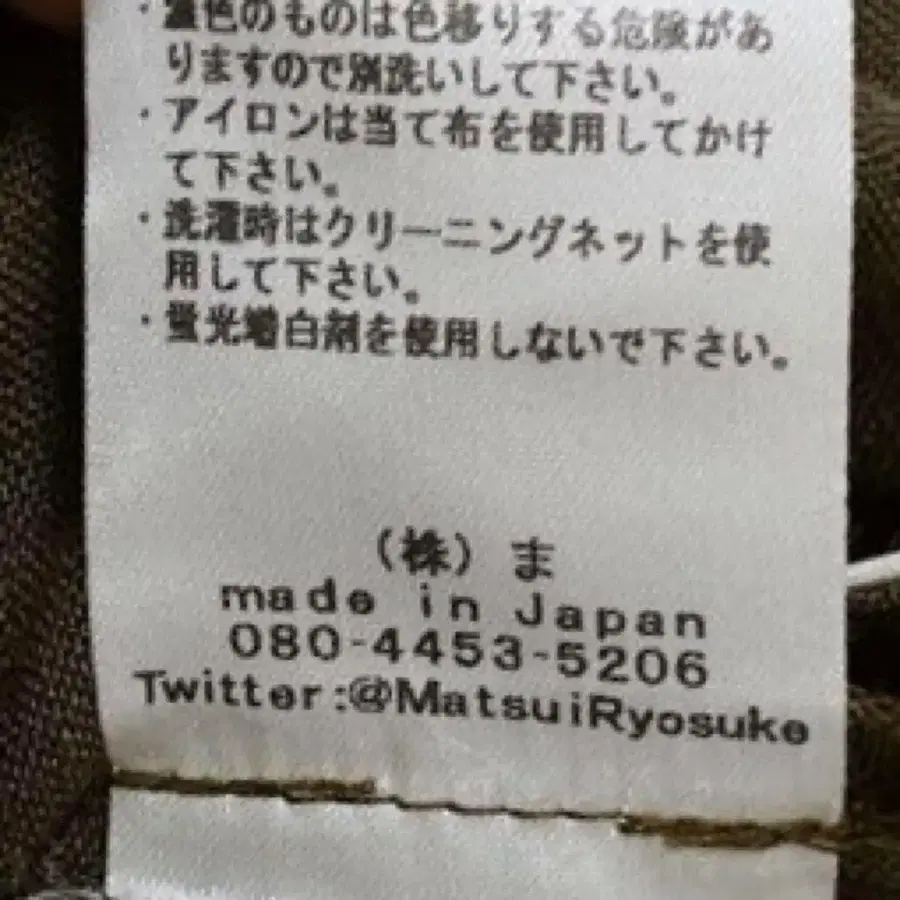 ・濃色のものは色移りする危険があ
りますので別洗いして下さい。
・アイロンは当て布を使用してかけ
て下さい。
・洗濯時はクリーニングネットを使
用して下さい。
・蛍光増白剤を使用しないで下さい。
（株）ま
made in Japan
080-4453-5206
Twitter:@MatsuiRyosuke